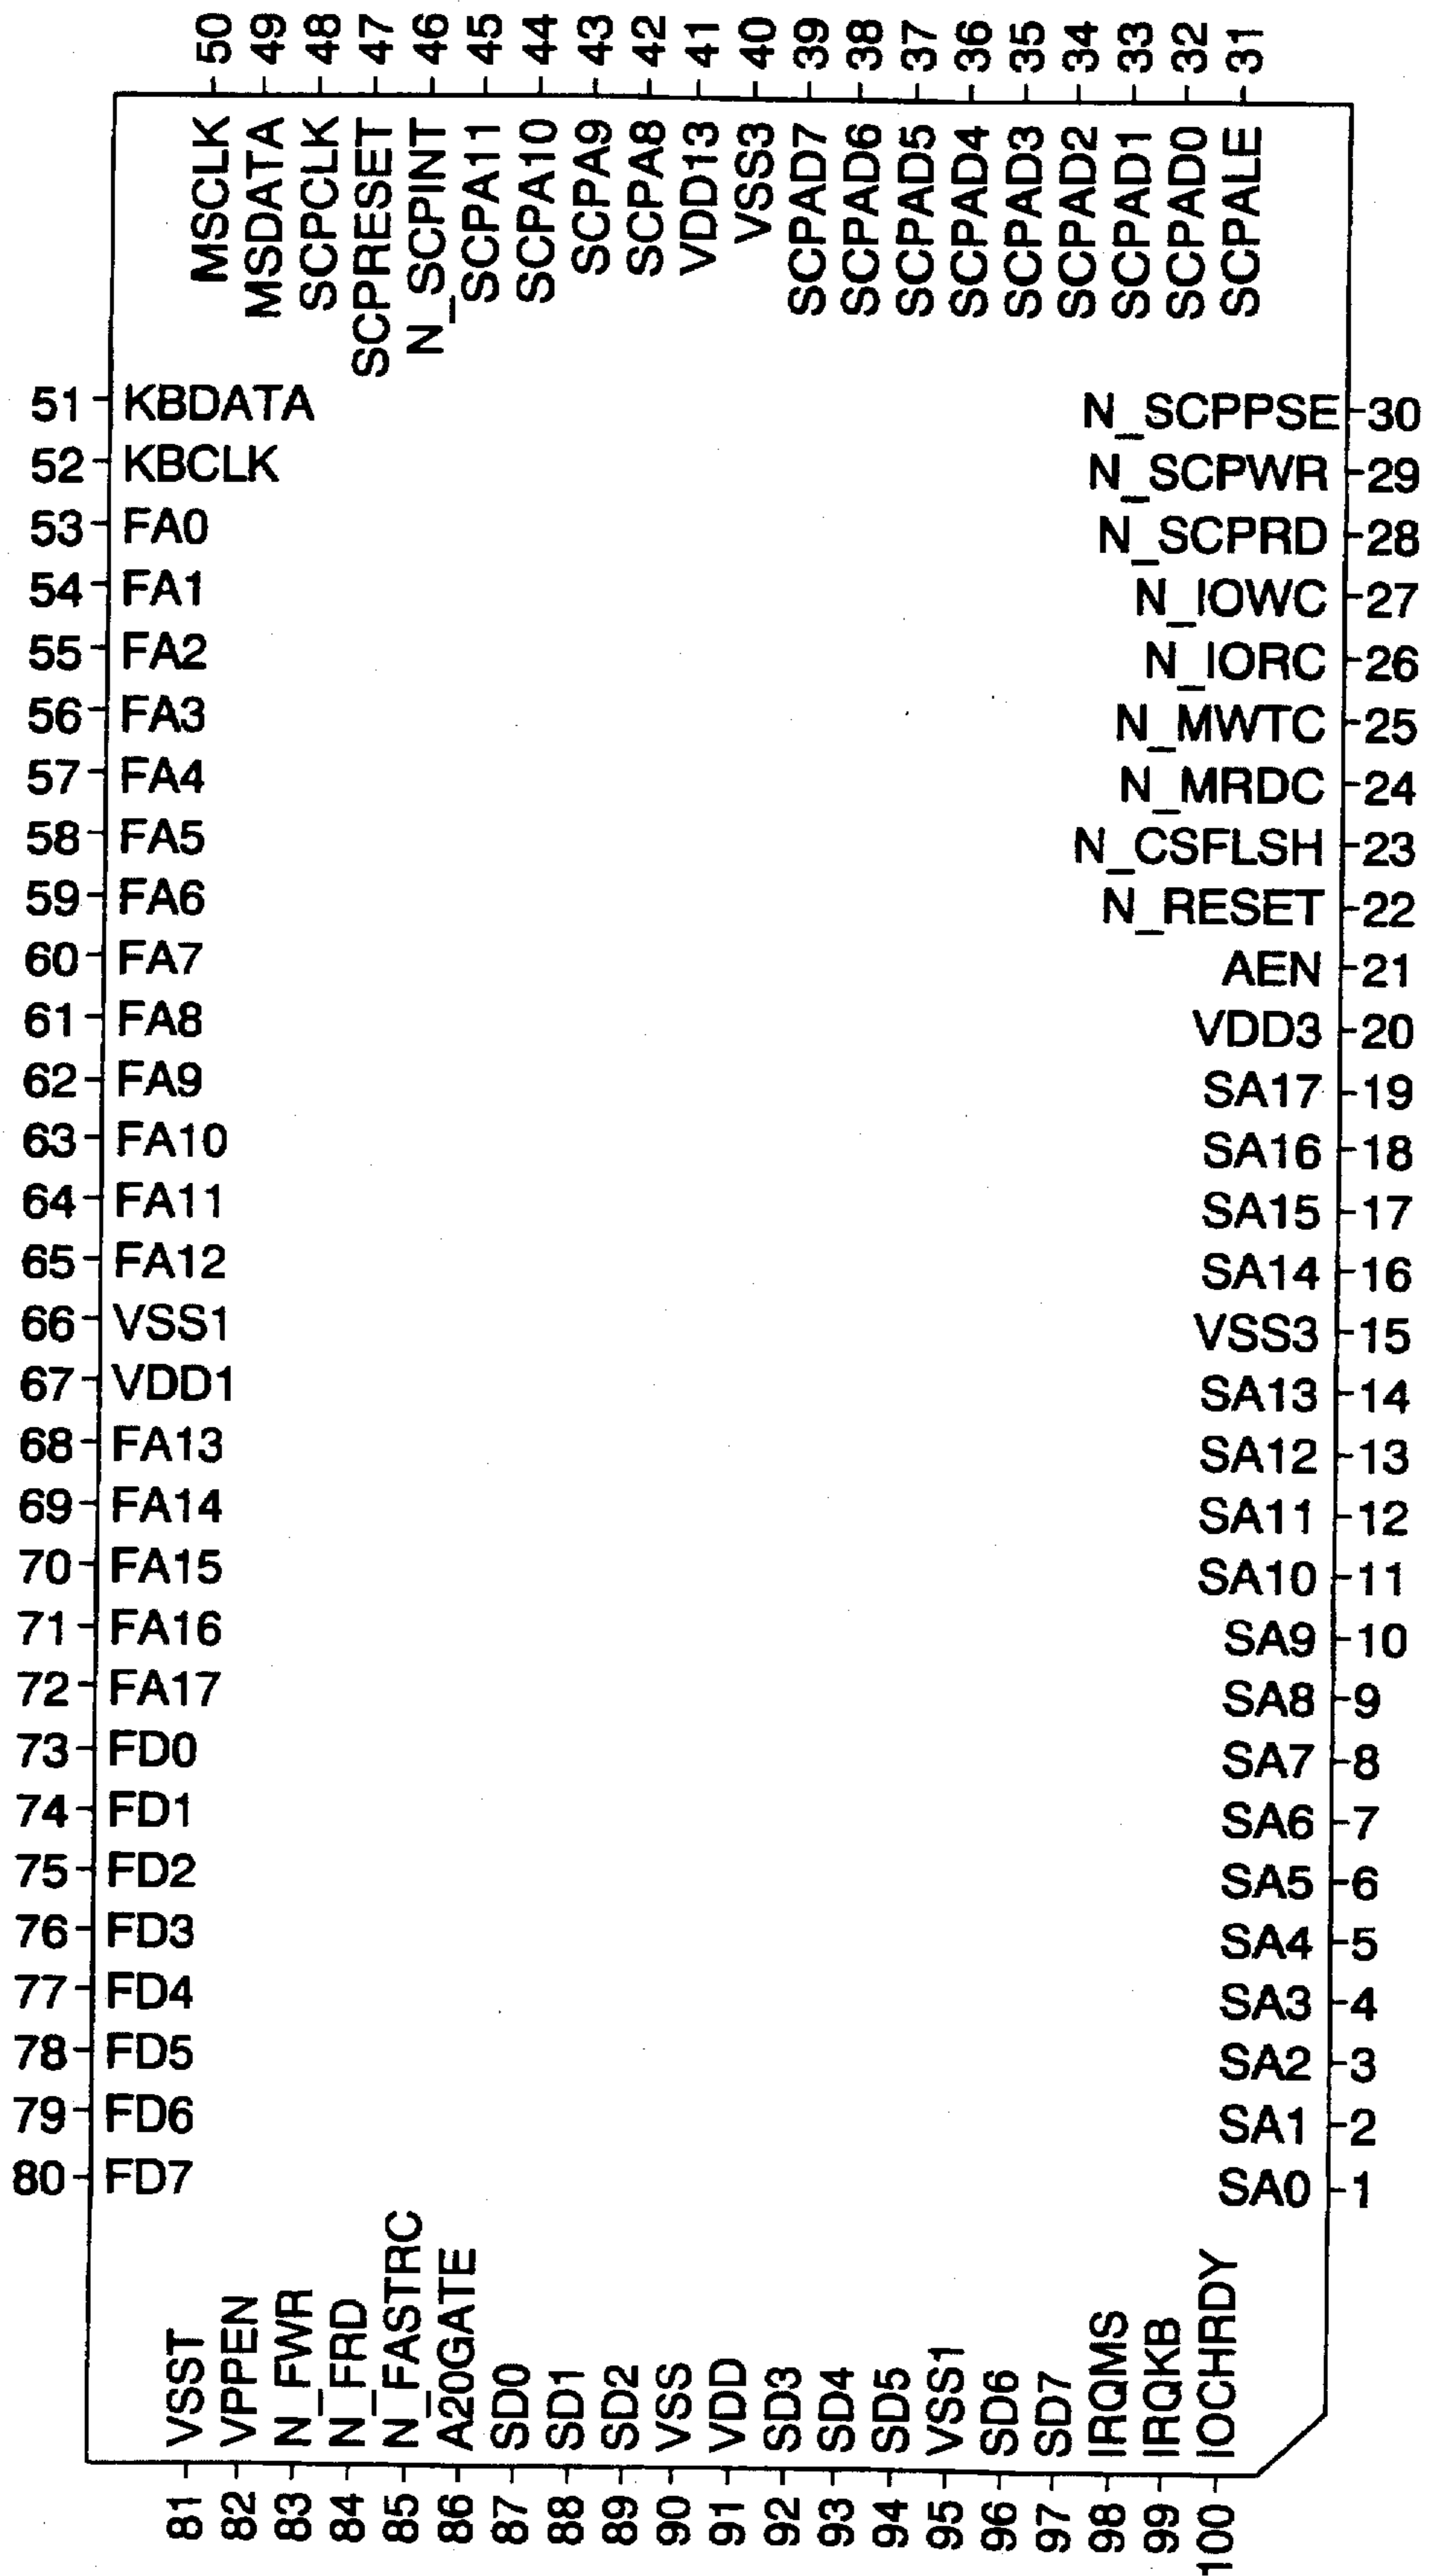 50 49 48 47 46 45 44 43 42 41 40 39 38 37 36 35 34 33 32 31
MSCLK MSDATA SCPCLK SCPRESET N_SCPINT SCPA11 SCPA10 SCPA9 SCPA8 VDD13 VSS3 SCPAD7 SCPAD6 SCPAD5 SCPAD4 SCPAD3 SCPAD2 SCPAD1 SCPAD0 SCPALE
51 KBDATA N_SCPPSE 30
52 KBCLK N_SCPWR 29
53 FA0 N_SCPRD 28
54 FA1 N_IOWC 27
55 FA2 N_IORC 26
56 FA3 N_MWTC 25
57 FA4 N_MRDC 24
58 FA5 N_CSFLSH 23
59 FA6 N_RESET 22
60 FA7 AEN 21
61 FA8 VDD3 20
62 FA9 SA17 19
63 FA10 SA16 18
64 FA11 SA15 17
65 FA12 SA14 16
66 VSS1 VSS3 15
67 VDD1 SA13 14
68 FA13 SA12 13
69 FA14 SA11 12
70 FA15 SA10 11
71 FA16 SA9 10
72 FA17 SA8 9
73 FD0 SA7 8
74 FD1 SA6 7
75 FD2 SA5 6
76 FD3 SA4 5
77 FD4 SA3 4
78 FD5 SA2 3
79 FD6 SA1 2
80 FD7 SA0 1
VSST VPPEN N_FWR N_FRD N_FASTRC A20GATE SD0 SD1 SD2 VSS VDD SD3 SD4 SD5 VSS1 SD6 SD7 IRQMS IRQKB IOCHRDY
81 82 83 84 85 86 87 88 89 90 91 92 93 94 95 96 97 98 99 100